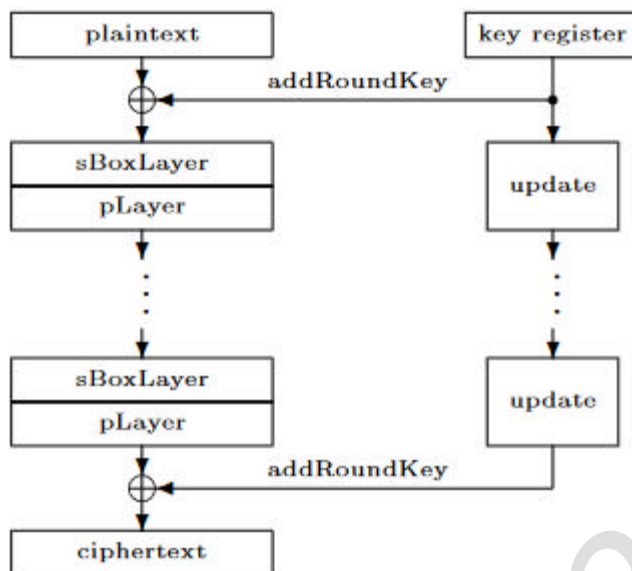 plaintext
key register
addRoundKey
sBoxLayer
pLayer
update
sBoxLayer
pLayer
update
addRoundKey
ciphertext